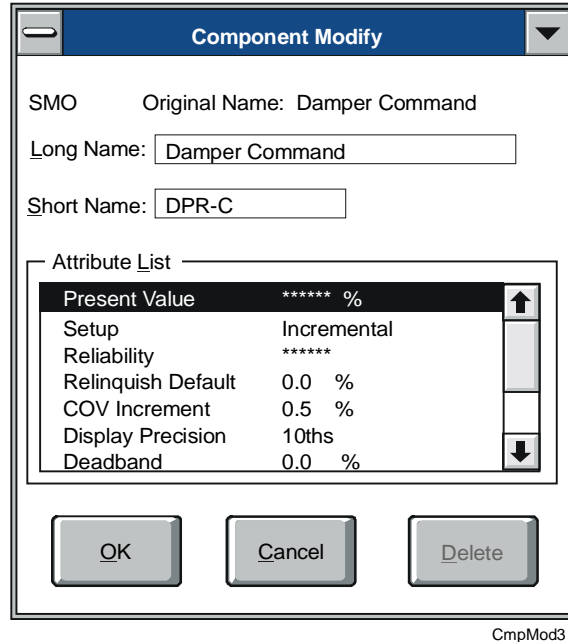 Component Modify
SMO Original Name: Damper Command
Long Name: Damper Command
Short Name: DPR-C
Attribute List
Present Value ****** %
Setup Incremental
Reliability ******
Relinquish Default 0.0 %
COV Increment 0.5 %
Display Precision 10ths
Deadband 0.0 %
OK Cancel Delete
CmpMod3